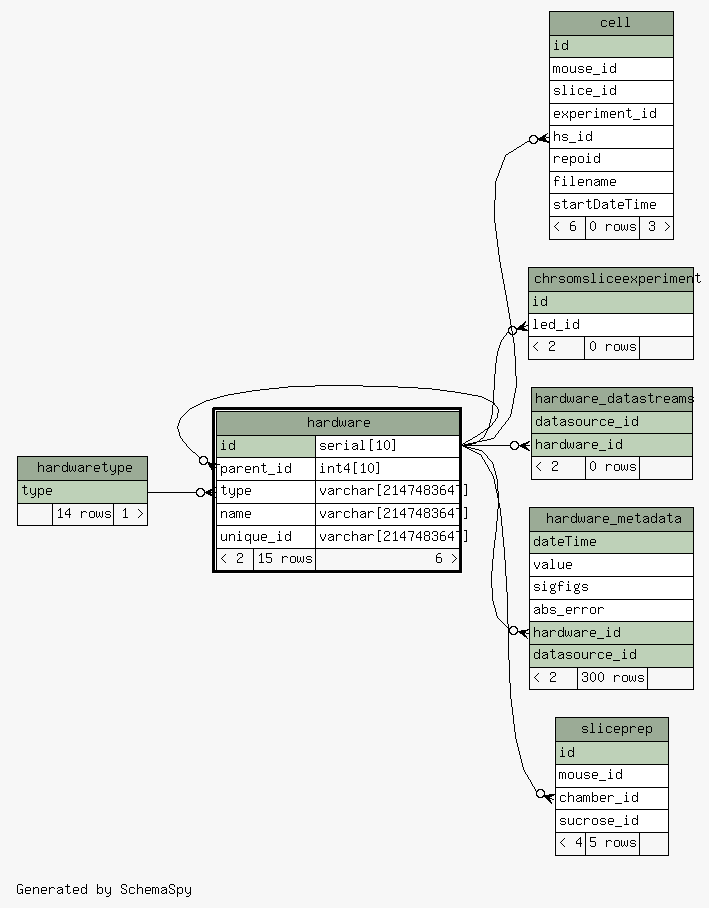 cell
id
mouse_id
slice_id
experiment_id
hs_id
repoid
filename
startDateTime
< 6 0 rows 3 >
chrsomsliceexperiment
id
led_id
< 2 0 rows
hardware_datastreams
datasource_id
hardware_id
< 2 0 rows
hardware
id serial[10]
parent_id int4[10]
type varchar[2147483647]
name varchar[2147483647]
unique_id varchar[2147483647]
< 2 15 rows 6 >
hardwaretype
type
14 rows 1 >
hardware_metadata
dateTime
value
sigfigs
abs_error
hardware_id
datasource_id
< 2 300 rows
sliceprep
id
mouse_id
chamber_id
sucrose_id
< 4 5 rows
Generated by SchemaSpy